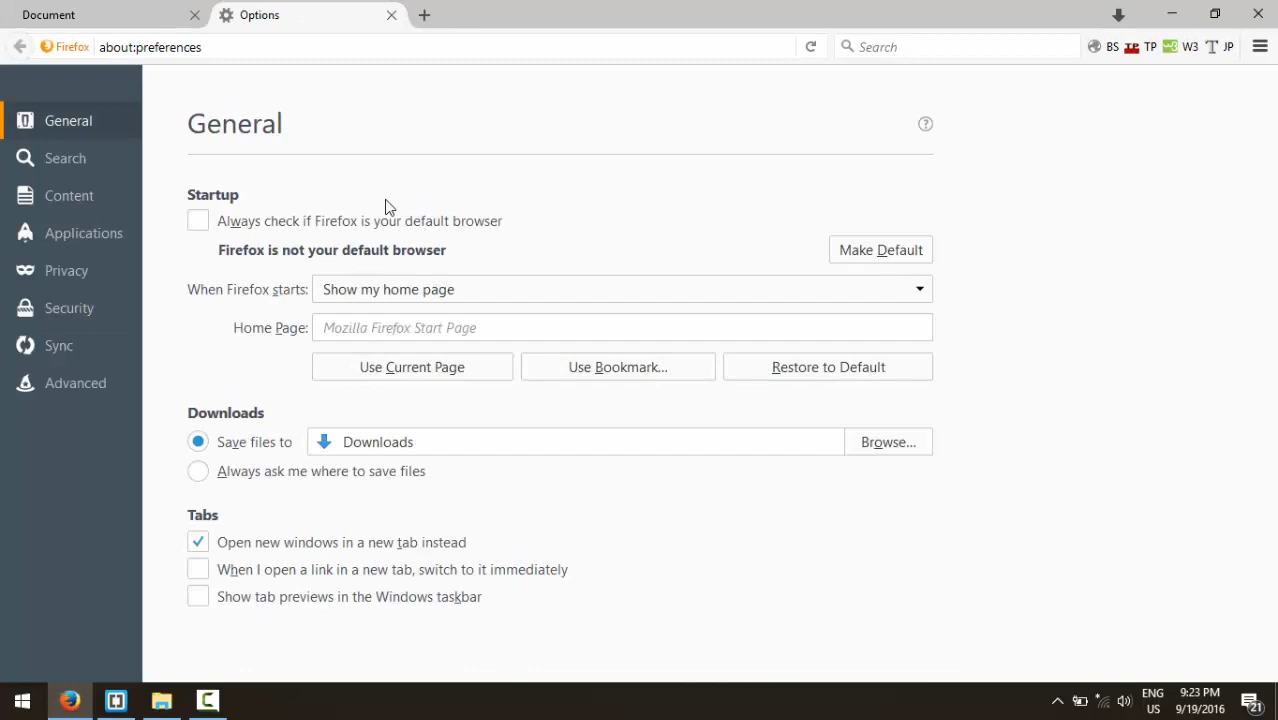 Document
Options
Firefox about:preferences
Search
BS TP W3 JP
General
Search
Content
Applications
Privacy
Security
Sync
Advanced
General
Startup
Always check if Firefox is your default browser
Firefox is not your default browser
Make Default
When Firefox starts: Show my home page
Home Page: Mozilla Firefox Start Page
Use Current Page Use Bookmark... Restore to Default
Downloads
Save files to Downloads Browse...
Always ask me where to save files
Tabs
Open new windows in a new tab instead
When I open a link in a new tab, switch to it immediately
Show tab previews in the Windows taskbar
ENG 9:23 PM
US 9/19/2016
21